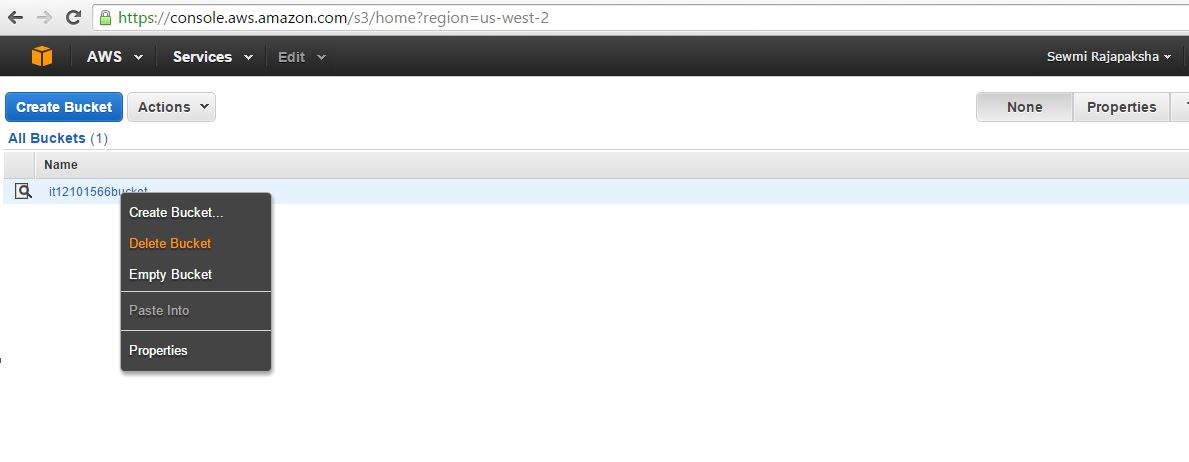 https://console.aws.amazon.com/s3/home?region=us-west-2
AWS Services Edit Sewmi Rajapaksha
Create Bucket Actions None Properties
All Buckets (1)
Name
it12101566bucket
Create Bucket...
Delete Bucket
Empty Bucket
Paste Into
Properties